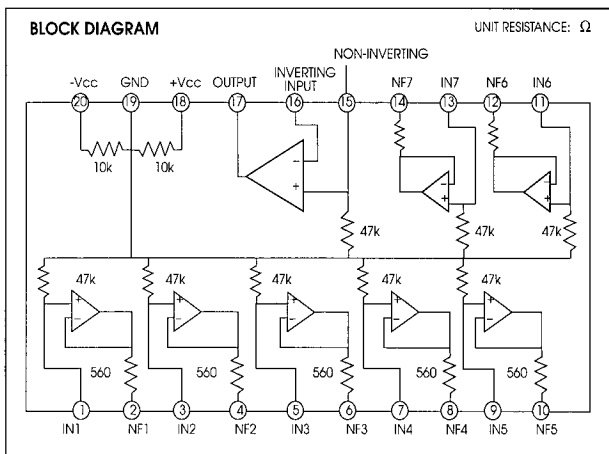 BLOCK DIAGRAM
UNIT RESISTANCE: Ω
NON-INVERTING
-Vcc GND +Vcc OUTPUT INVERTING INPUT NF7 IN7 NF6 IN6
20 19 18 17 16 15 14 13 12 11
- - -
10k 10k + + +
47k 47k 47k
47k 47k 47k 47k 47k
+ + + + +
- - - - -
560 560 560 560 560
1 2 3 4 5 6 7 8 9 10
IN1 NF1 IN2 NF2 IN3 NF3 IN4 NF4 IN5 NF5